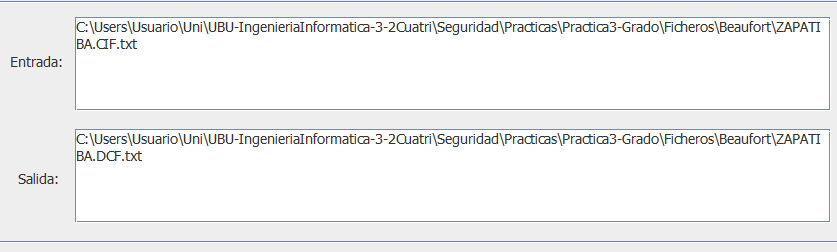 Entrada:
C:\Users\Usuario\Uni\UBU-IngenieriaInformatica-3-2Cuatri\Seguridad\Practicas\Practica3-Grado\Ficheros\Beaufort\ZAPATI
BA.CIF.txt
Salida:
C:\Users\Usuario\Uni\UBU-IngenieriaInformatica-3-2Cuatri\Seguridad\Practicas\Practica3-Grado\Ficheros\Beaufort\ZAPATI
BA.DCF.txt